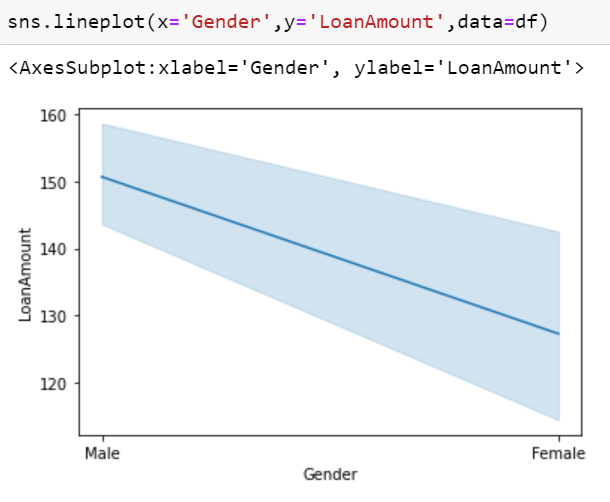 sns.lineplot(x='Gender',y='LoanAmount',data=df)
<AxesSubplot:xlabel='Gender', ylabel='LoanAmount'>
160
150
140
130
120
LoanAmount
Male
Female
Gender